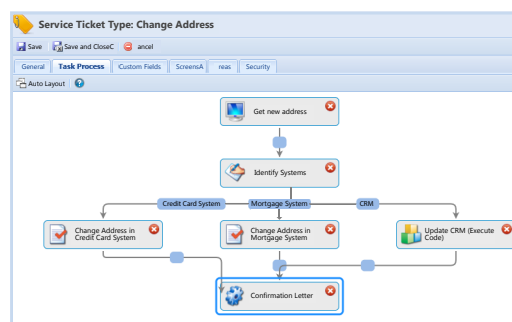 Service Ticket Type: Change Address
Save Save and CloseC ancel
General Task Process Custom Fields ScreensA reas Security
Auto Layout
Get new address
Identify Systems
Credit Card System Mortgage System CRM
Change Address in
Credit Card System
Change Address in
Mortgage System
Update CRM (Execute
Code)
Confirmation Letter